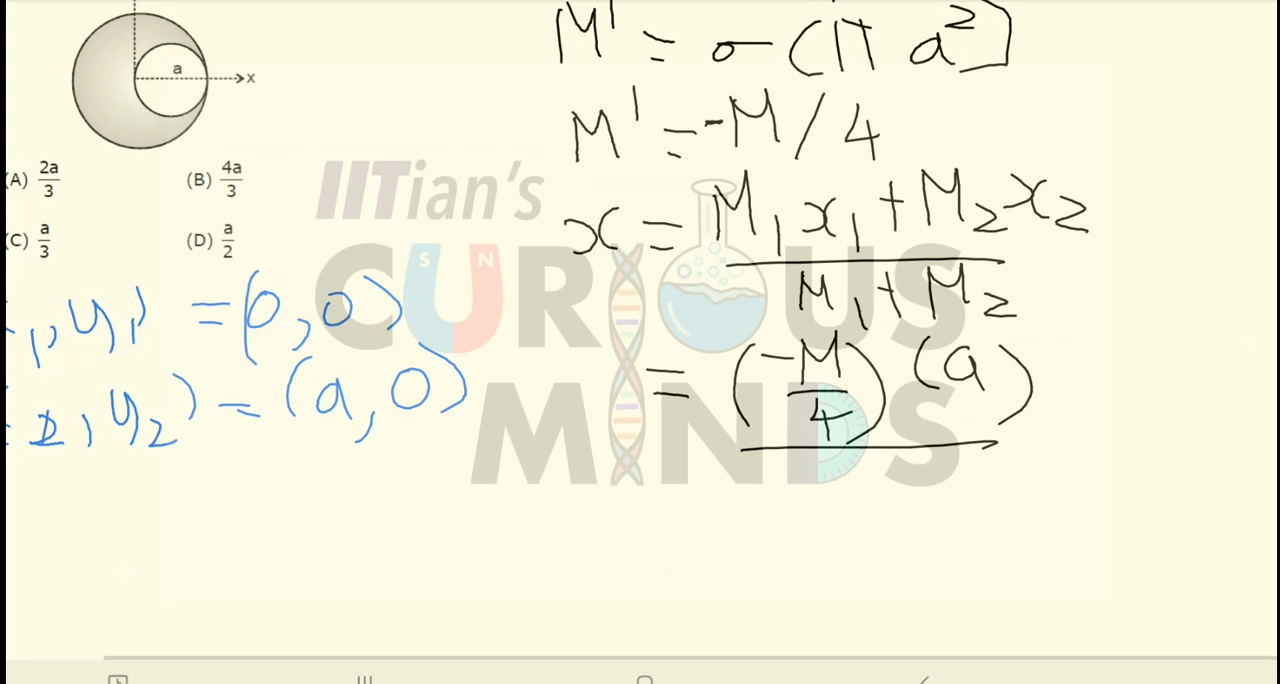 M' = σ (π a²)
a
x
M' = -M / 4
(A) 2a/3 (B) 4a/3
x = M₁x₁ + M₂x₂
M₁ + M₂
(C) a/3 (D) a/2
IITian's
CURIOUS
MINDS
S N
₁, y₁) = (0, 0)
₂, y₂) = (a, 0)
= (-M/4) (a)